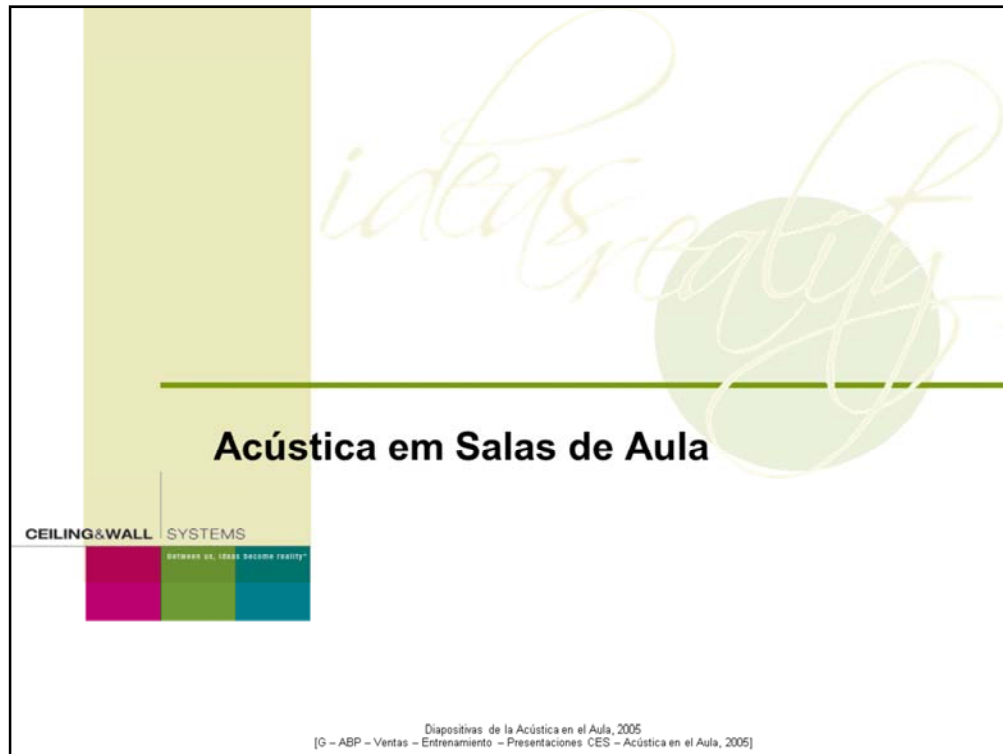 ideas
reality
Acústica em Salas de Aula
CEILING&WALL SYSTEMS
between us, ideas become reality™
Diapositivas de la Acústica en el Aula, 2005
[G – ABP – Ventas – Entrenamiento – Presentaciones CES – Acústica en el Aula, 2005]